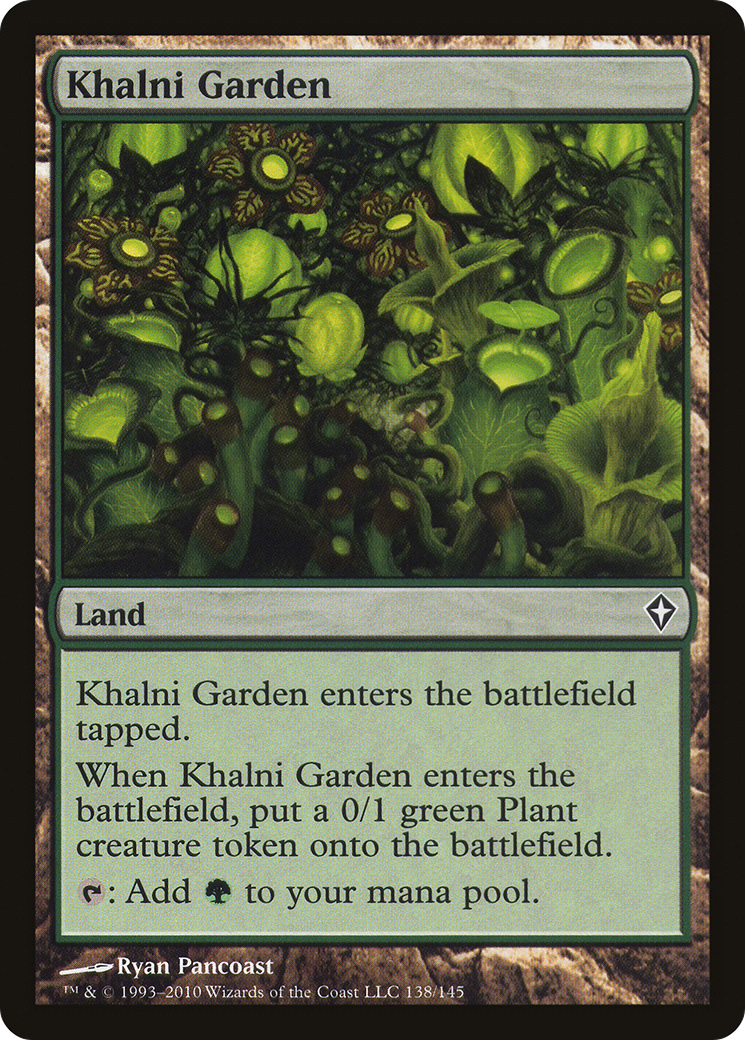 Khalni Garden
Land
Khalni Garden enters the battlefield
tapped.
When Khalni Garden enters the
battlefield, put a 0/1 green Plant
creature token onto the battlefield.
: Add to your mana pool.
Ryan Pancoast
™ & © 1993–2010 Wizards of the Coast LLC 138/145